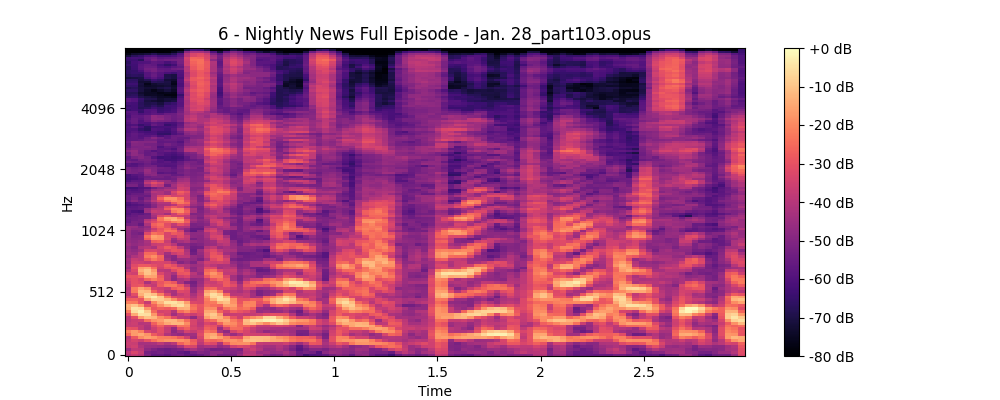 6 - Nightly News Full Episode - Jan. 28_part103.opus
Hz
4096
2048
1024
512
0
0 0.5 1 1.5 2 2.5
Time
+0 dB
-10 dB
-20 dB
-30 dB
-40 dB
-50 dB
-60 dB
-70 dB
-80 dB